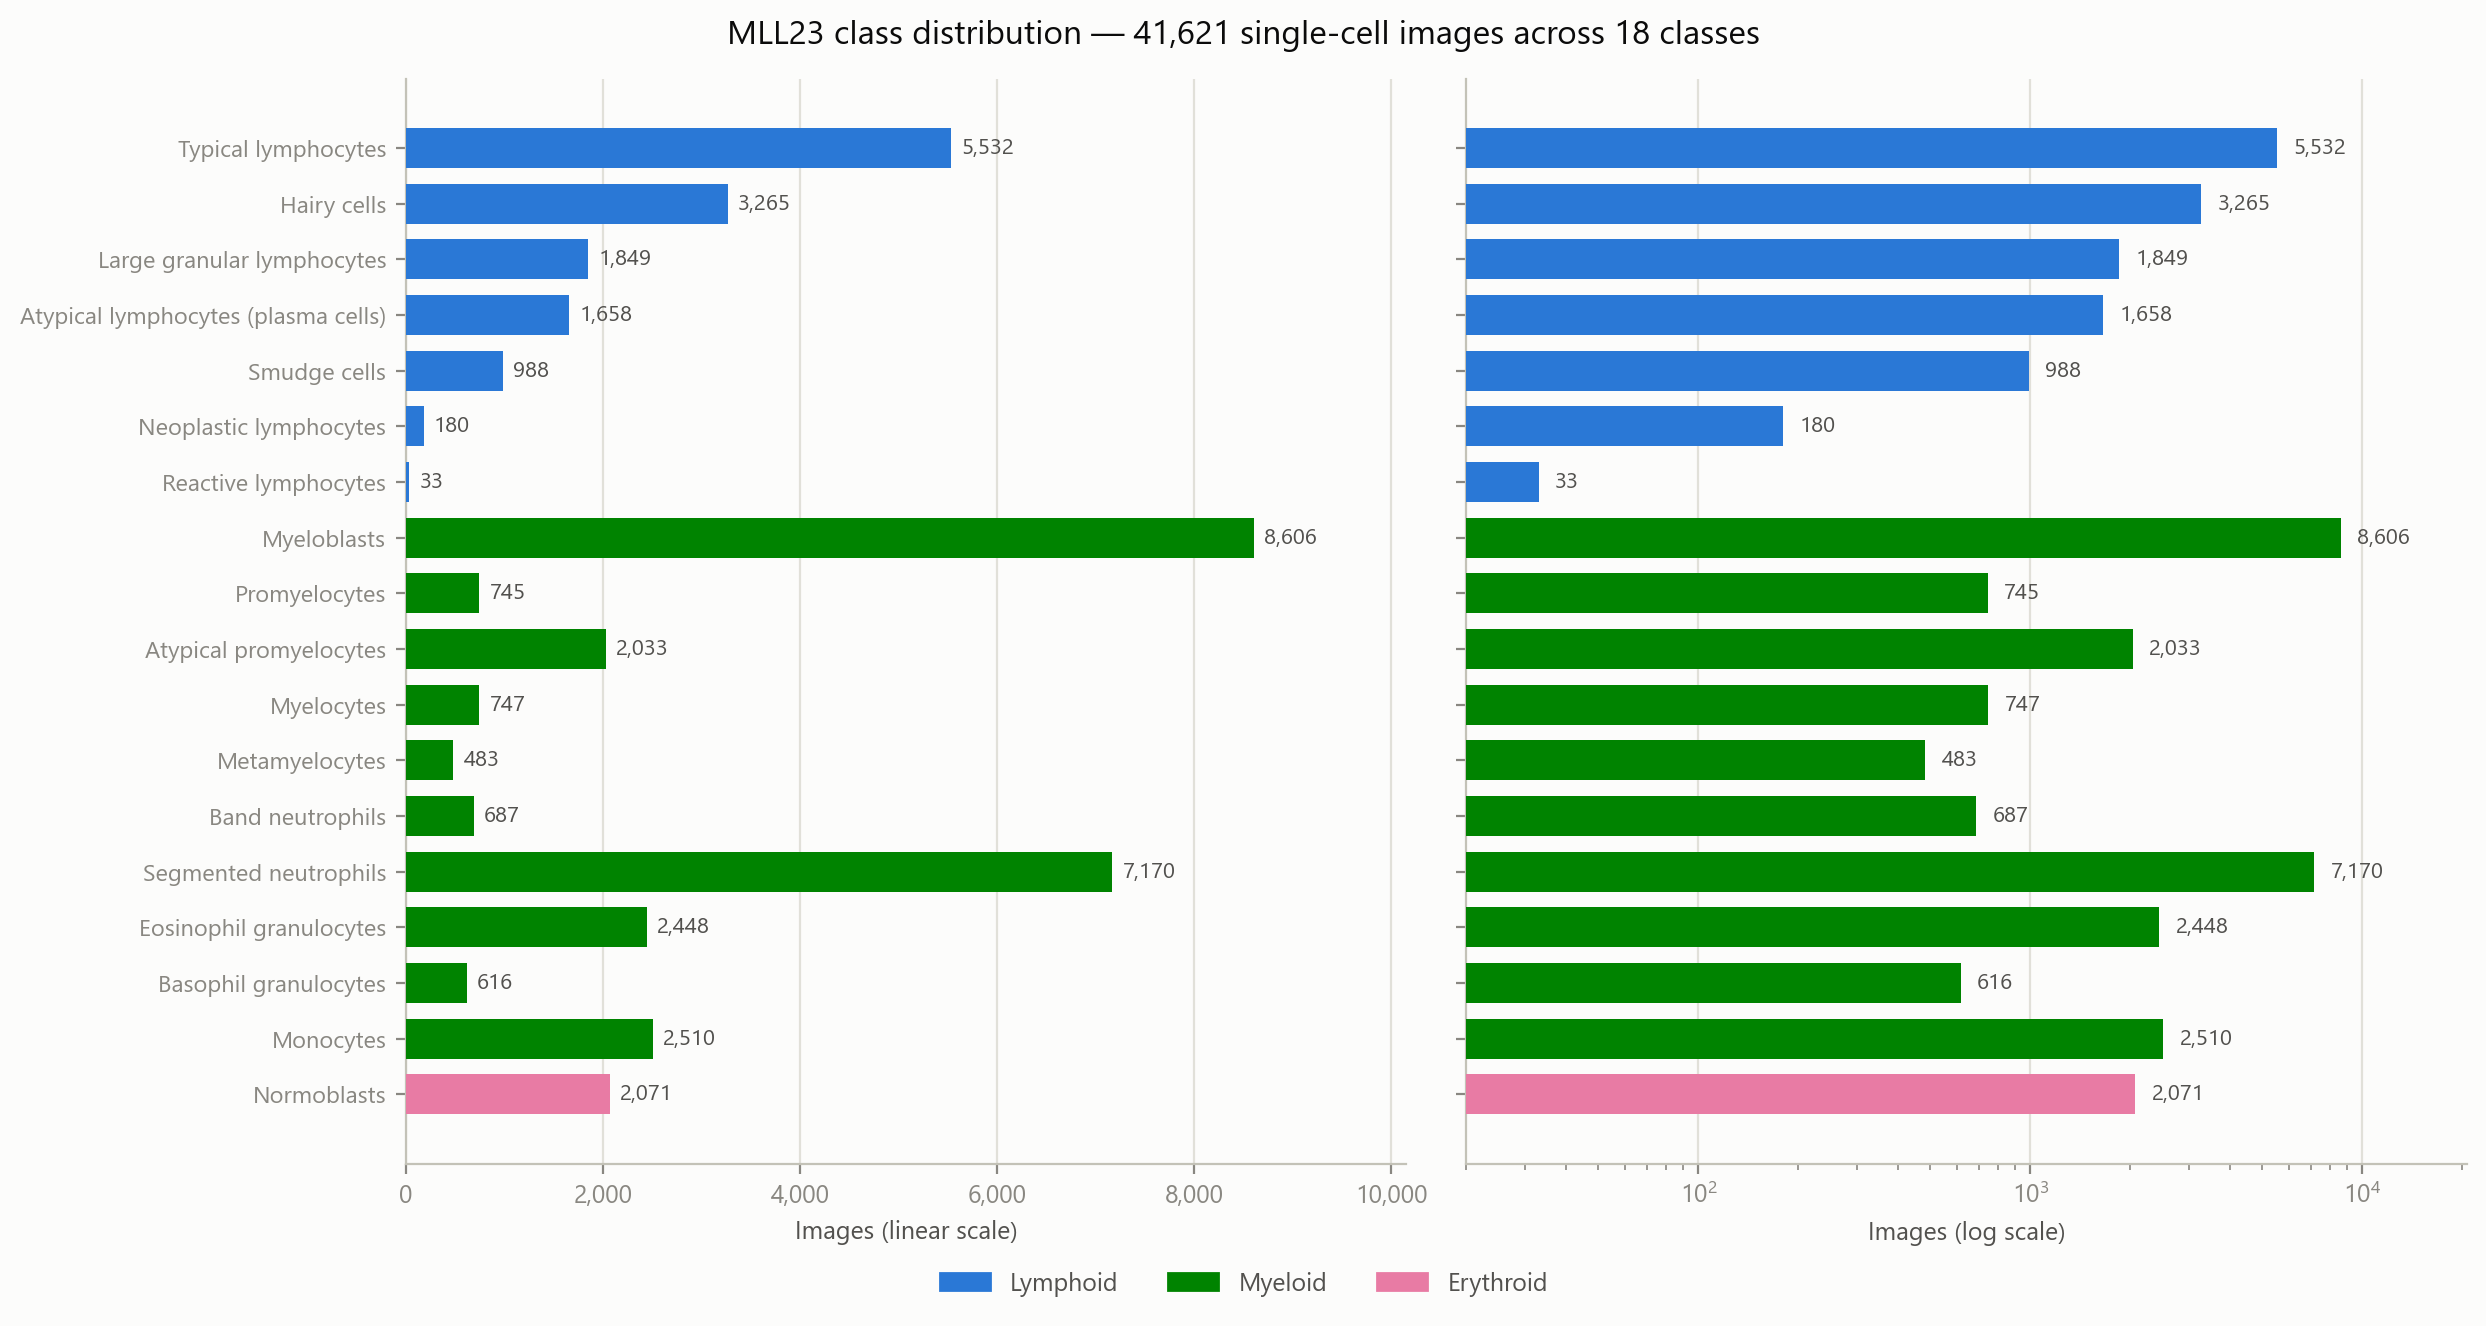 MLL23 class distribution — 41,621 single-cell images across 18 classes
Typical lymphocytes 5,532 5,532
Hairy cells 3,265 3,265
Large granular lymphocytes 1,849 1,849
Atypical lymphocytes (plasma cells) 1,658 1,658
Smudge cells 988 988
Neoplastic lymphocytes 180 180
Reactive lymphocytes 33 33
Myeloblasts 8,606 8,606
Promyelocytes 745 745
Atypical promyelocytes 2,033 2,033
Myelocytes 747 747
Metamyelocytes 483 483
Band neutrophils 687 687
Segmented neutrophils 7,170 7,170
Eosinophil granulocytes 2,448 2,448
Basophil granulocytes 616 616
Monocytes 2,510 2,510
Normoblasts 2,071 2,071
0 2,000 4,000 6,000 8,000 10,000 10² 10³ 10⁴
Images (linear scale) Images (log scale)
Lymphoid Myeloid Erythroid